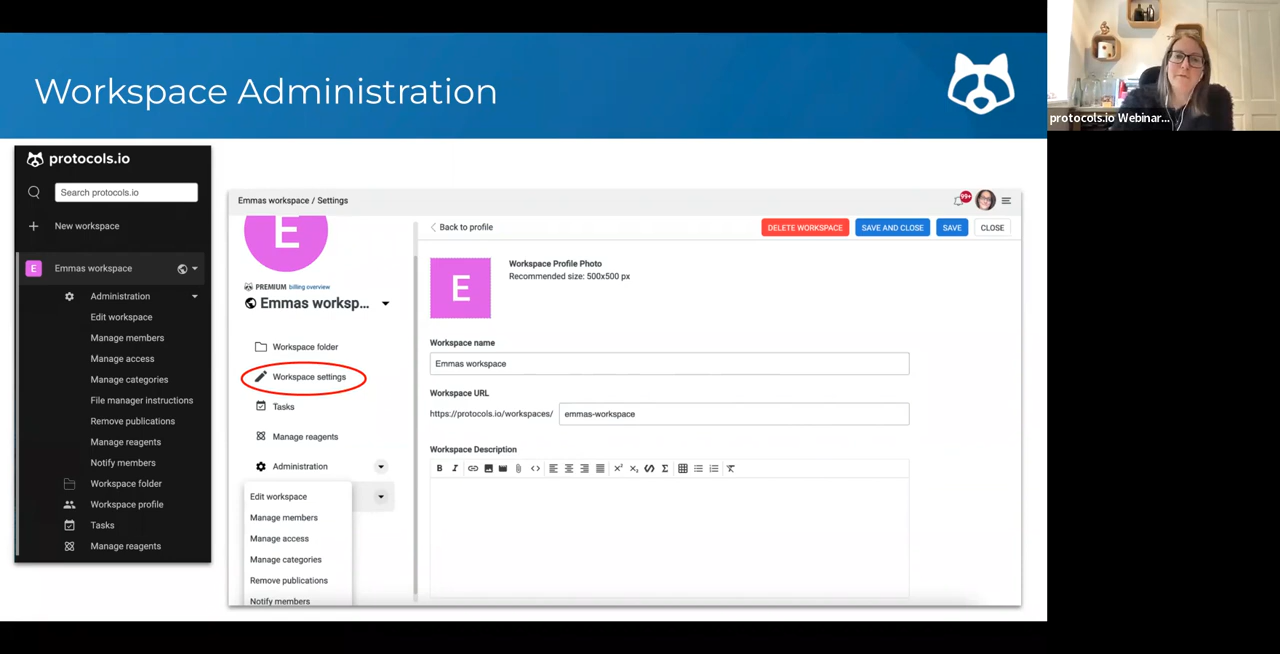 Workspace Administration
protocols.io Webinar...
protocols.io
Search protocols.io
New workspace
E
Emmas workspace
Administration
Edit workspace
Manage members
Manage access
Manage categories
File manager instructions
Remove publications
Manage reagents
Notify members
Workspace folder
Workspace profile
Tasks
Manage reagents
Emmas workspace / Settings
99+
E
PREMIUM billing overview
Emmas worksp...
Workspace folder
Workspace settings
Tasks
Manage reagents
Administration
Edit workspace
Manage members
Manage access
Manage categories
Remove publications
Notify members
Back to profile
DELETE WORKSPACE
SAVE AND CLOSE
SAVE
CLOSE
E
Workspace Profile Photo
Recommended size: 500x500 px
Workspace name
Emmas workspace
Workspace URL
https://protocols.io/workspaces/ emmas-workspace
Workspace Description
B I